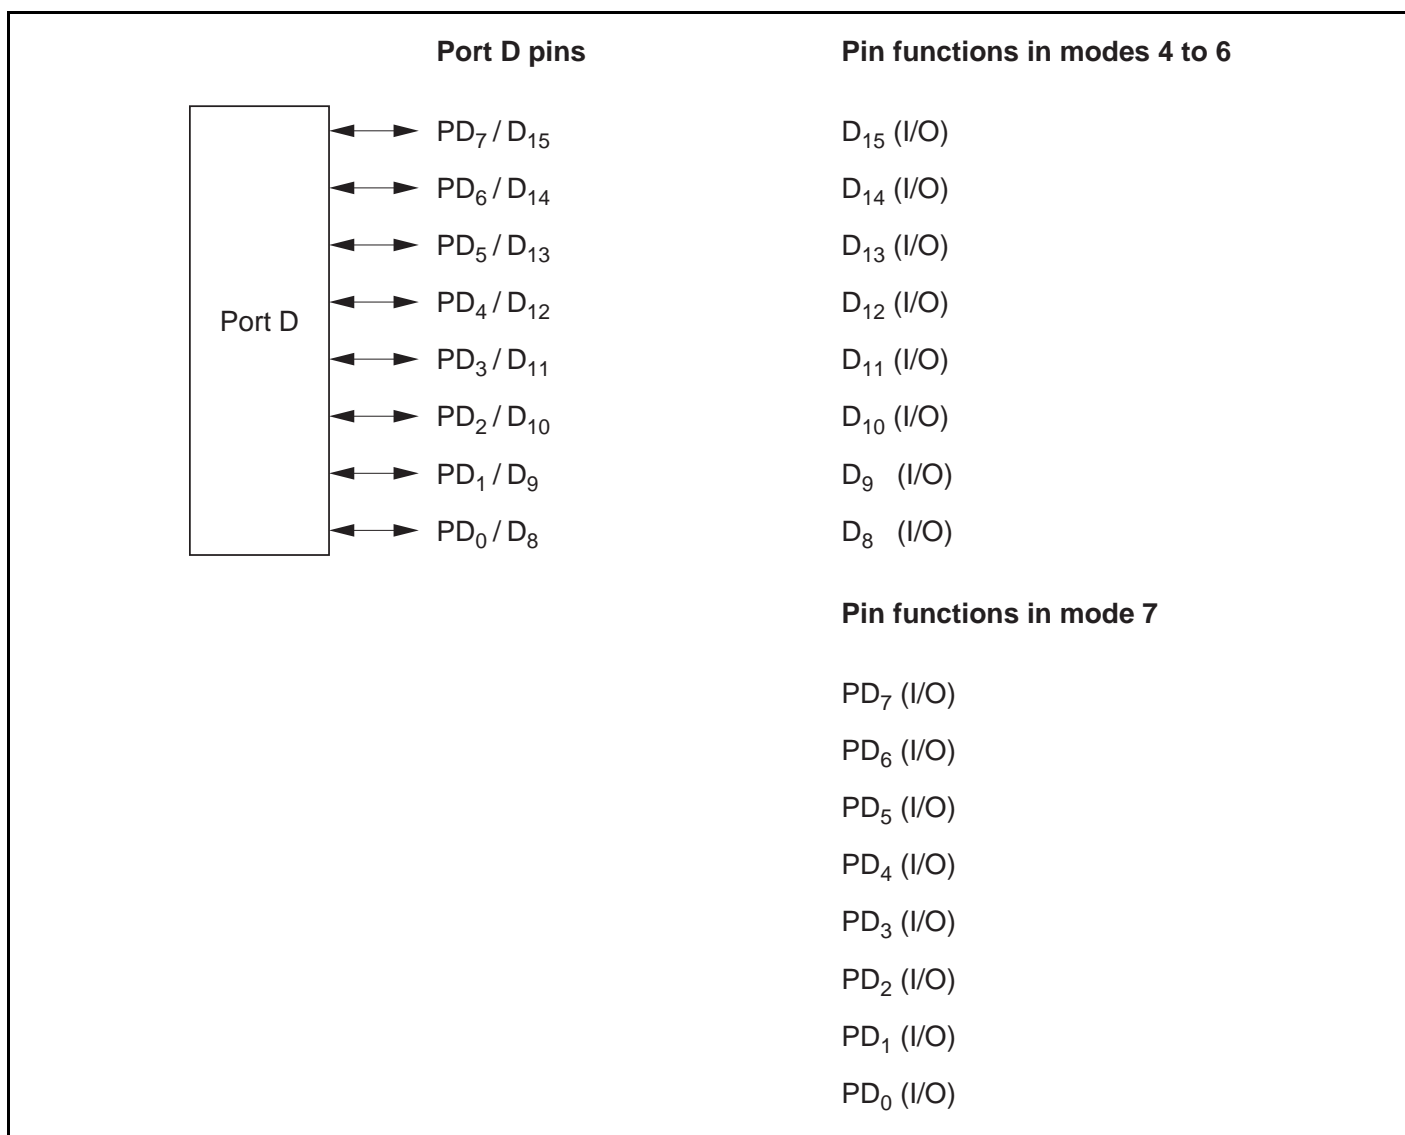 Port D pins Pin functions in modes 4 to 6
PD₇ / D₁₅ D₁₅ (I/O)
PD₆ / D₁₄ D₁₄ (I/O)
PD₅ / D₁₃ D₁₃ (I/O)
PD₄ / D₁₂ D₁₂ (I/O)
Port D
PD₃ / D₁₁ D₁₁ (I/O)
PD₂ / D₁₀ D₁₀ (I/O)
PD₁ / D₉ D₉ (I/O)
PD₀ / D₈ D₈ (I/O)
Pin functions in mode 7
PD₇ (I/O)
PD₆ (I/O)
PD₅ (I/O)
PD₄ (I/O)
PD₃ (I/O)
PD₂ (I/O)
PD₁ (I/O)
PD₀ (I/O)